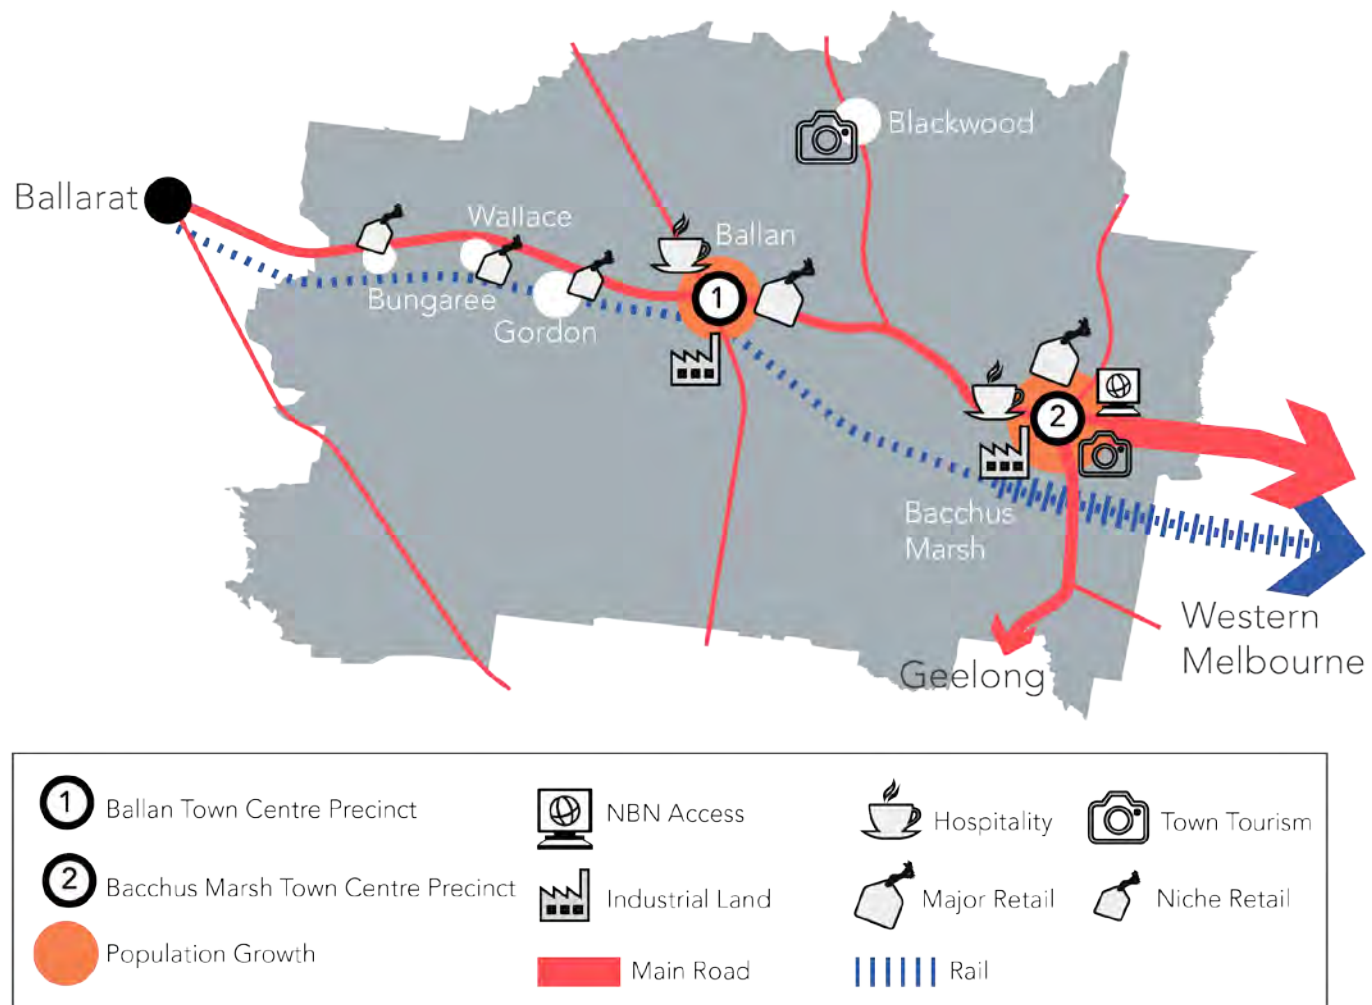 Blackwood
Ballarat
Wallace
Ballan
Bungaree
Gordon
1
2
Bacchus
Marsh
Western
Melbourne
Geelong
1 Ballan Town Centre Precinct
NBN Access
Hospitality
Town Tourism
2 Bacchus Marsh Town Centre Precinct
Industrial Land
Major Retail
Niche Retail
Population Growth
Main Road
Rail